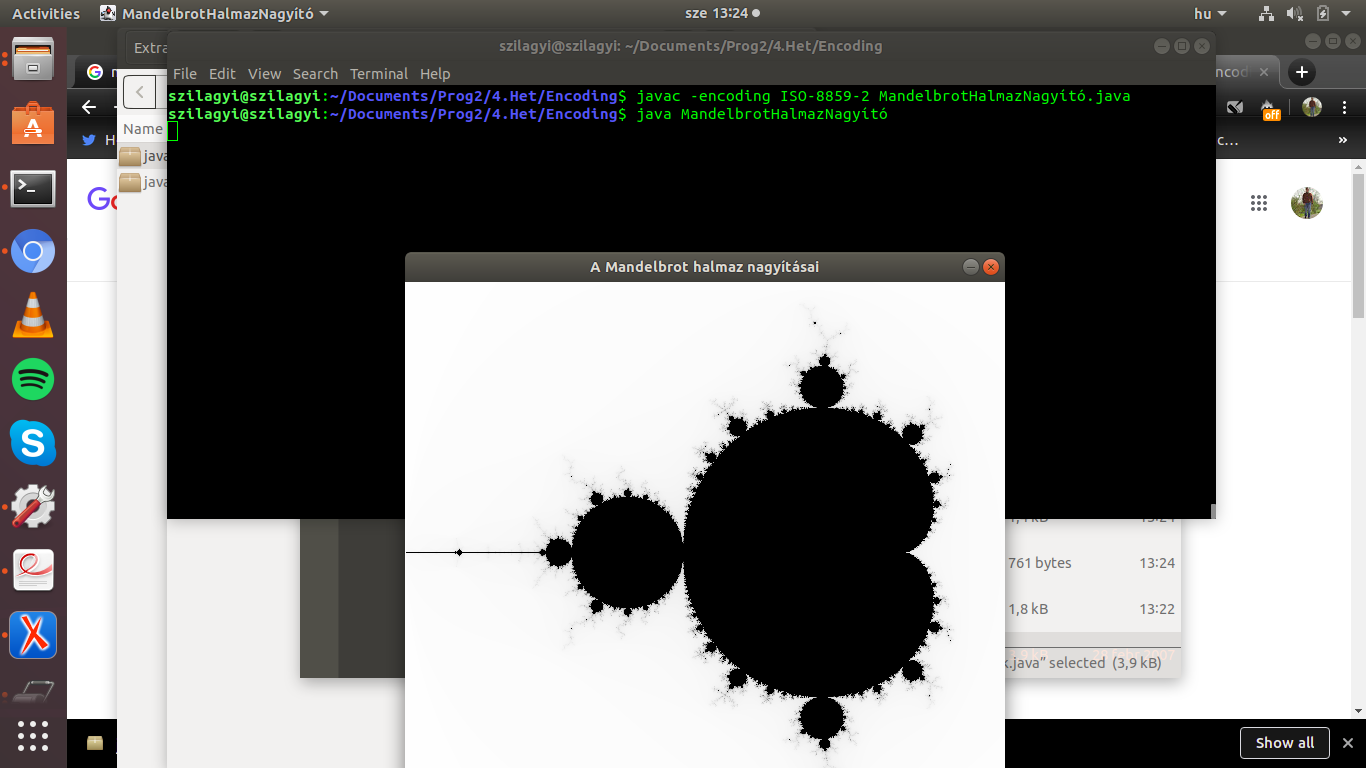 Activities MandelbrotHalmazNagyító sze 13:24 hu
Extra
szilagyi@szilagyi: ~/Documents/Prog2/4.Het/Encoding
File Edit View Search Terminal Help
szilagyi@szilagyi:~/Documents/Prog2/4.Het/Encoding$ javac -encoding ISO-8859-2 MandelbrotHalmazNagyító.java
szilagyi@szilagyi:~/Documents/Prog2/4.Het/Encoding$ java MandelbrotHalmazNagyító
off
Name
H
c...
java
java
A Mandelbrot halmaz nagyításai
13:24
761 bytes 13:24
1,8 kB 13:22
.java” selected (3,9 kB)
Show all